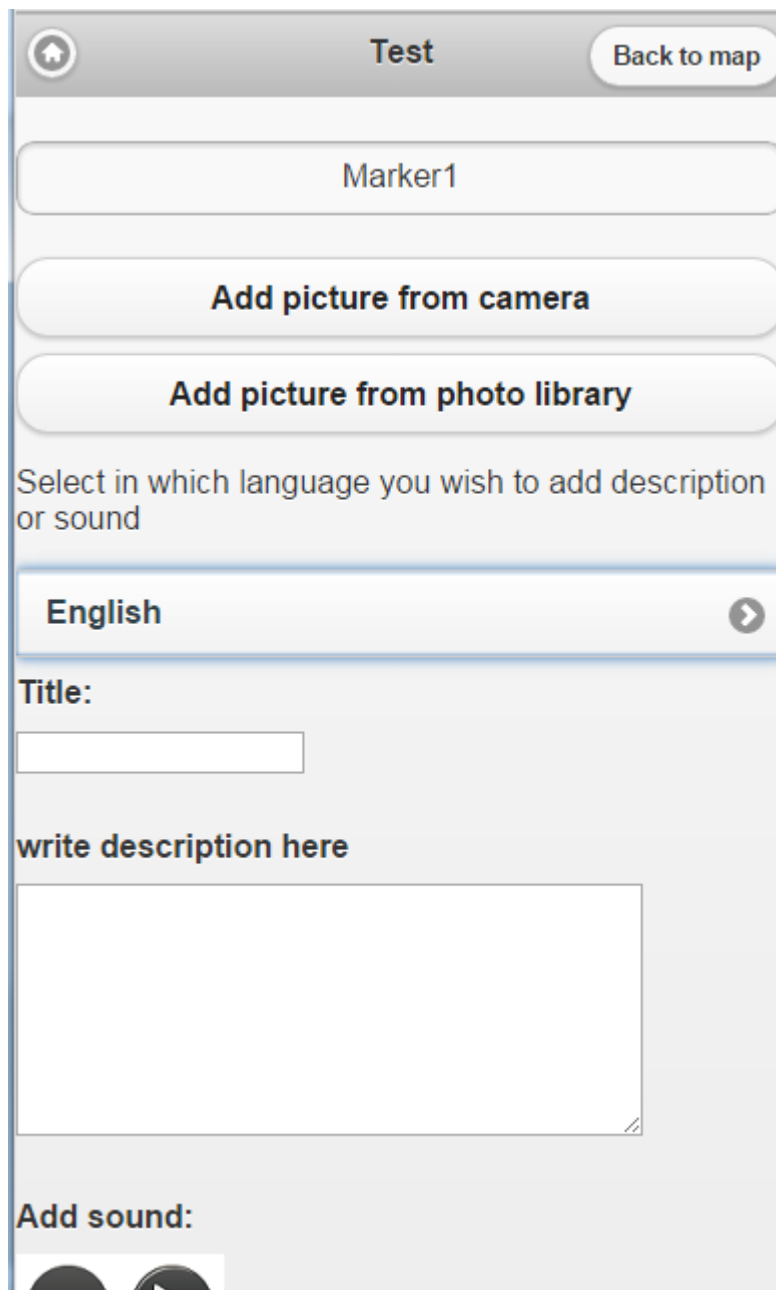 Test
Back to map
Marker1
Add picture from camera
Add picture from photo library
Select in which language you wish to add description
or sound
English
Title:
write description here
Add sound: